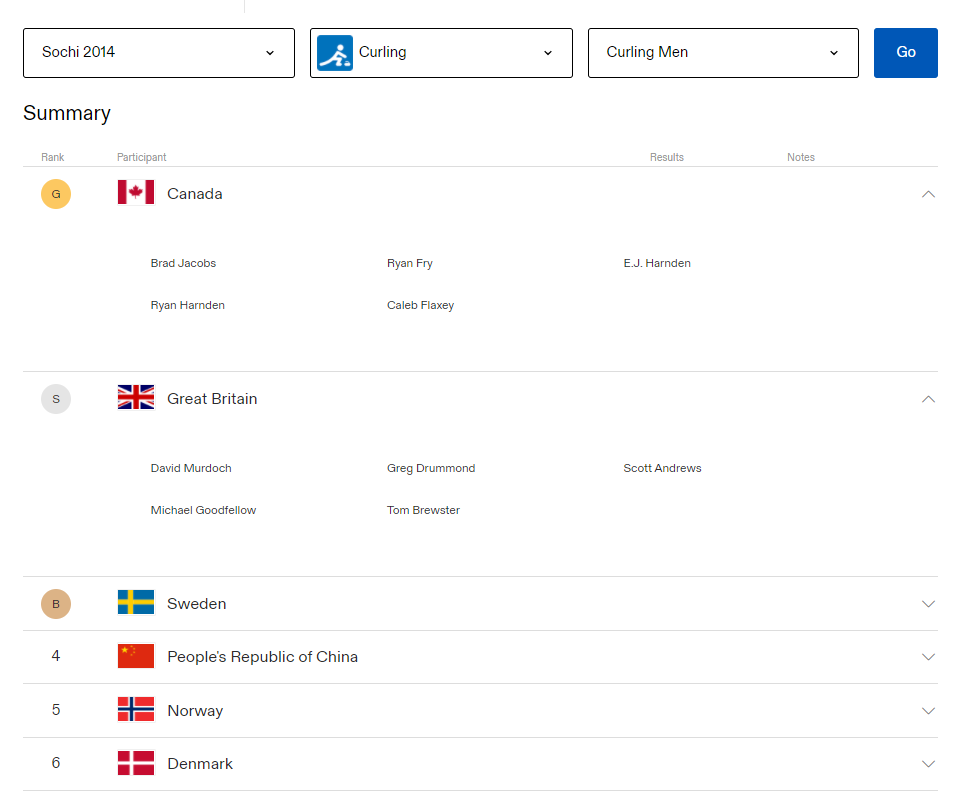 Sochi 2014 Curling Curling Men Go
Summary
Rank Participant Results Notes
G Canada
Brad Jacobs Ryan Fry E.J. Harnden
Ryan Harnden Caleb Flaxey
S Great Britain
David Murdoch Greg Drummond Scott Andrews
Michael Goodfellow Tom Brewster
B Sweden
4 People's Republic of China
5 Norway
6 Denmark